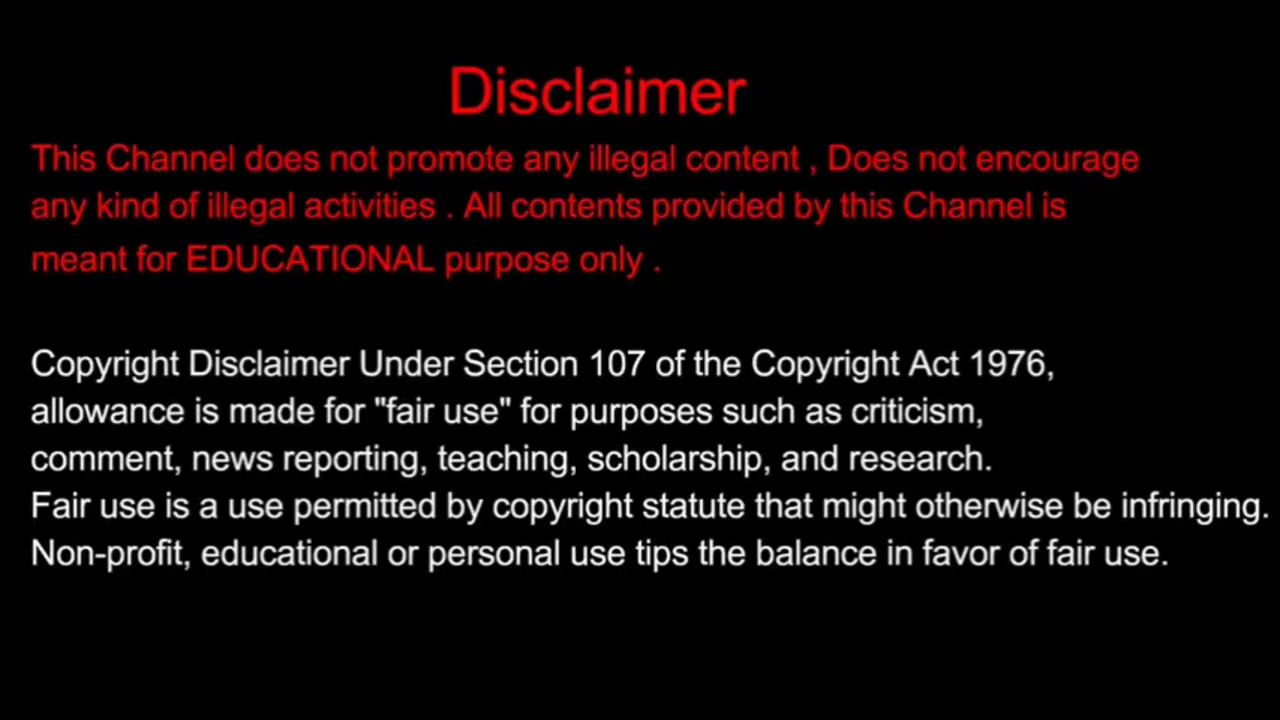 Disclaimer
This Channel does not promote any illegal content , Does not encourage
any kind of illegal activities . All contents provided by this Channel is
meant for EDUCATIONAL purpose only .
Copyright Disclaimer Under Section 107 of the Copyright Act 1976,
allowance is made for "fair use" for purposes such as criticism,
comment, news reporting, teaching, scholarship, and research.
Fair use is a use permitted by copyright statute that might otherwise be infringing.
Non-profit, educational or personal use tips the balance in favor of fair use.